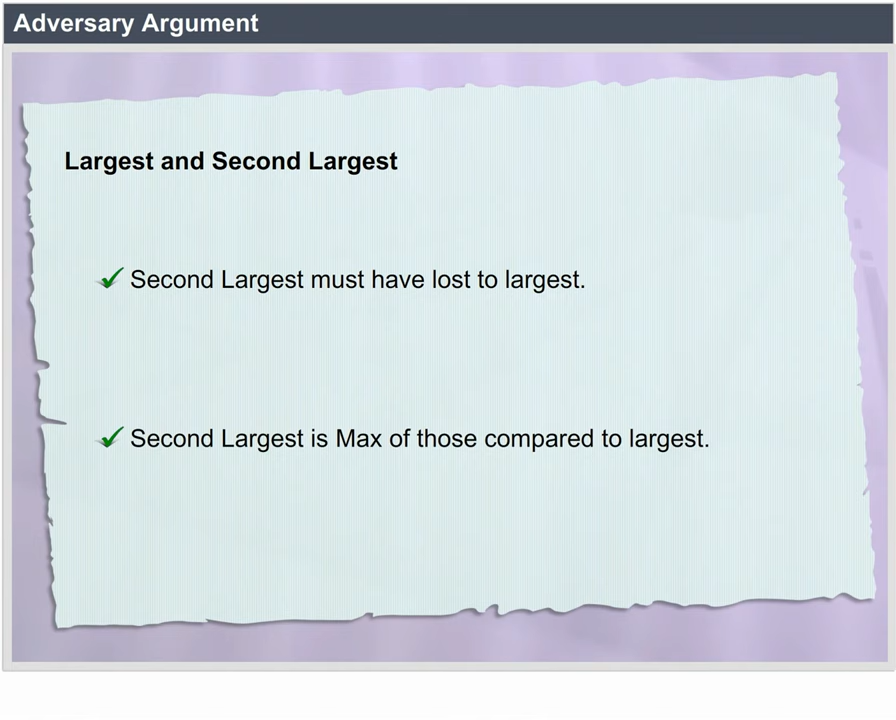 Adversary Argument
Largest and Second Largest
Second Largest must have lost to largest.
Second Largest is Max of those compared to largest.